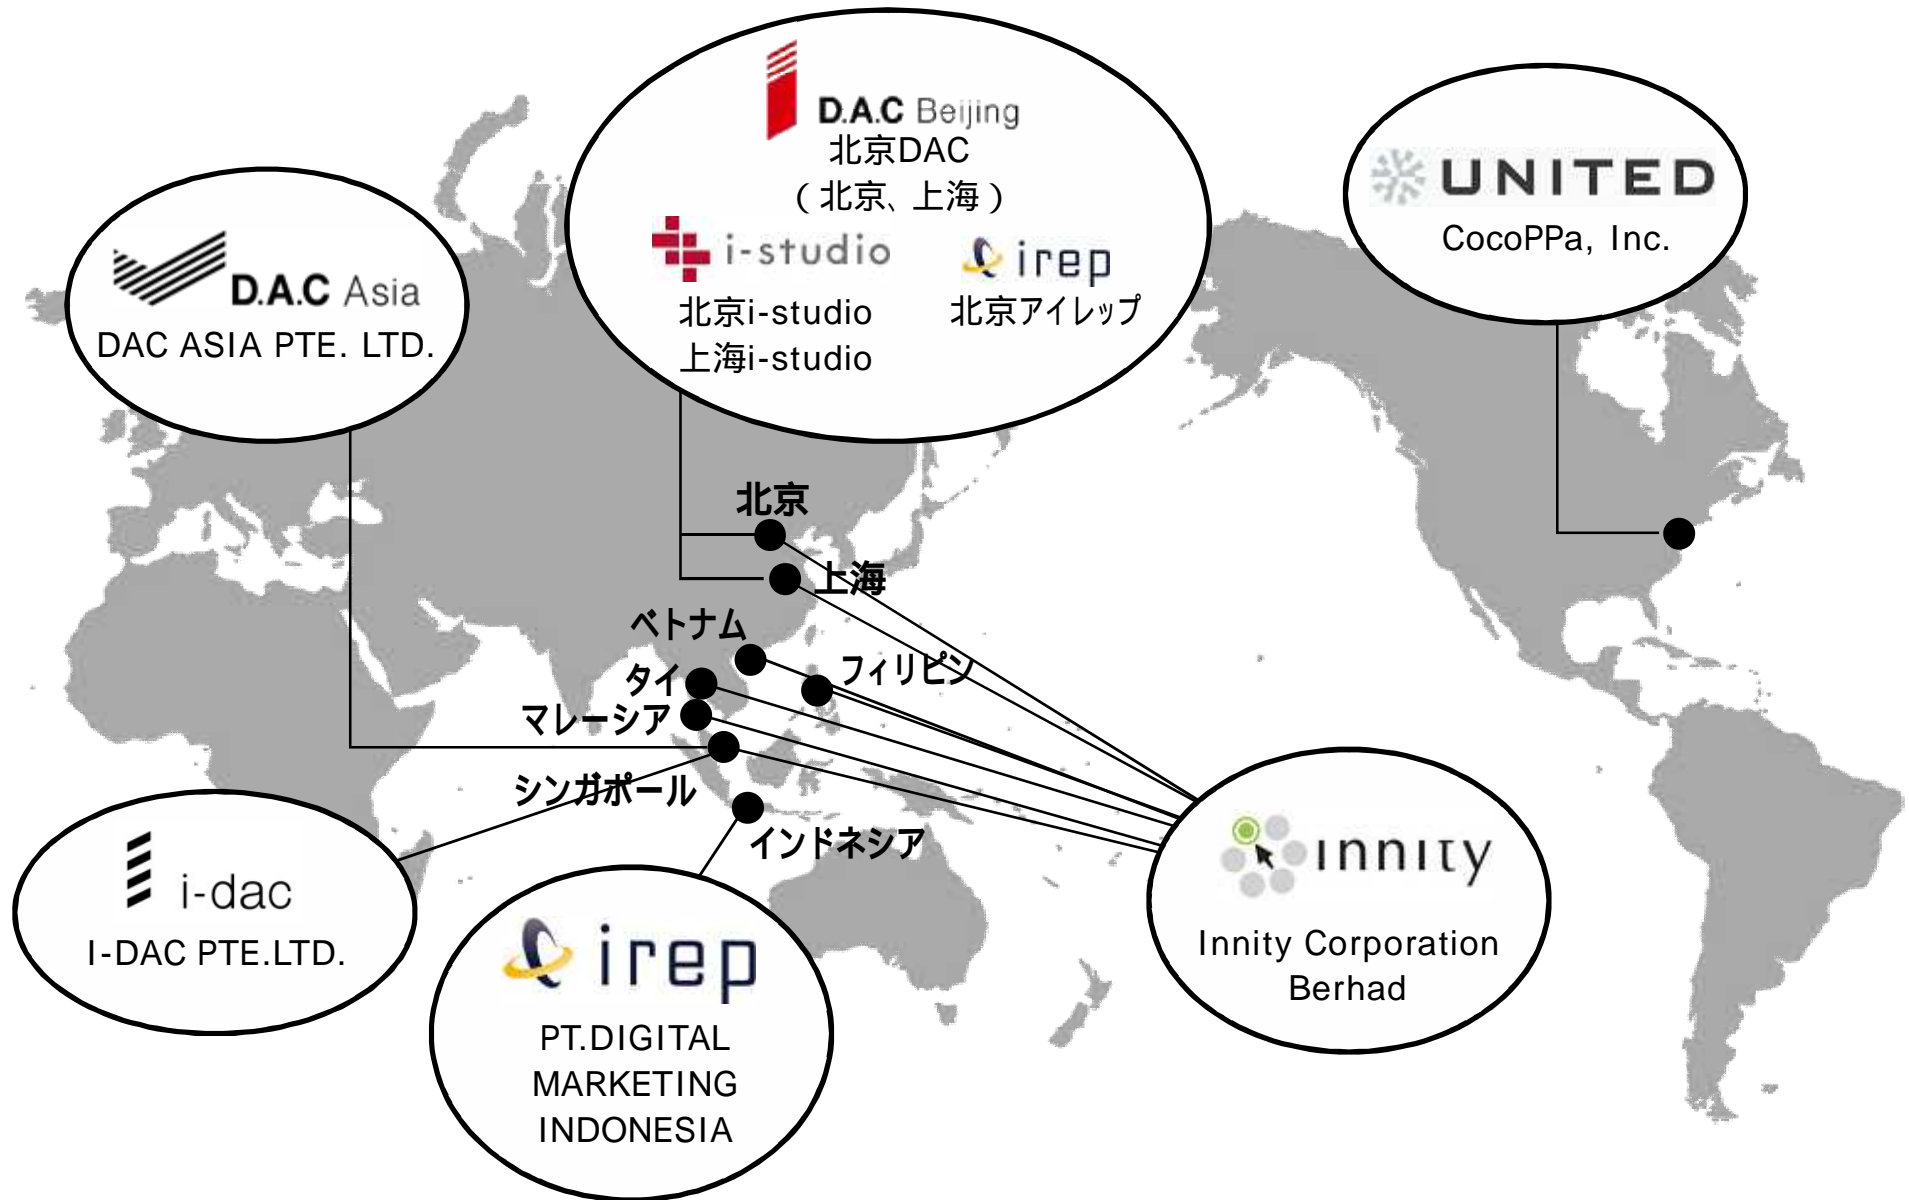 D.A.C Beijing
北京DAC
(北京、上海)
i-studio
北京i-studio
上海i-studio
irep
北京アイレップ
UNITED
CocoPPa, Inc.
D.A.C Asia
DAC ASIA PTE. LTD.
北京
上海
ベトナム
フィリピン
タイ
マレーシア
シンガポール
インドネシア
i-dac
I-DAC PTE.LTD.
irep
PT.DIGITAL
MARKETING
INDONESIA
innity
Innity Corporation
Berhad